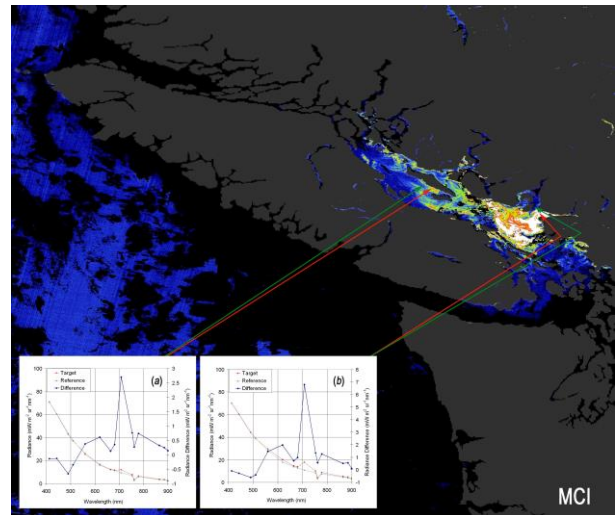 (a)
Target
Reference
Difference
Radiance (mW m⁻² sr⁻¹ nm⁻¹)
100
80
60
40
20
0
3
2.5
2
1.5
1
0.5
0
-0.5
-1
Radiance Difference (mW m⁻² sr⁻¹ nm⁻¹)
400 500 600 700 800 900
Wavelength (nm)
(b)
Target
Reference
Difference
Radiance (mW m⁻² sr⁻¹ nm⁻¹)
100
80
60
40
20
0
8
7
6
5
4
3
2
1
0
-1
Radiance Difference (mW m⁻² sr⁻¹ nm⁻¹)
400 500 600 700 800 900
Wavelength (nm)
MCI